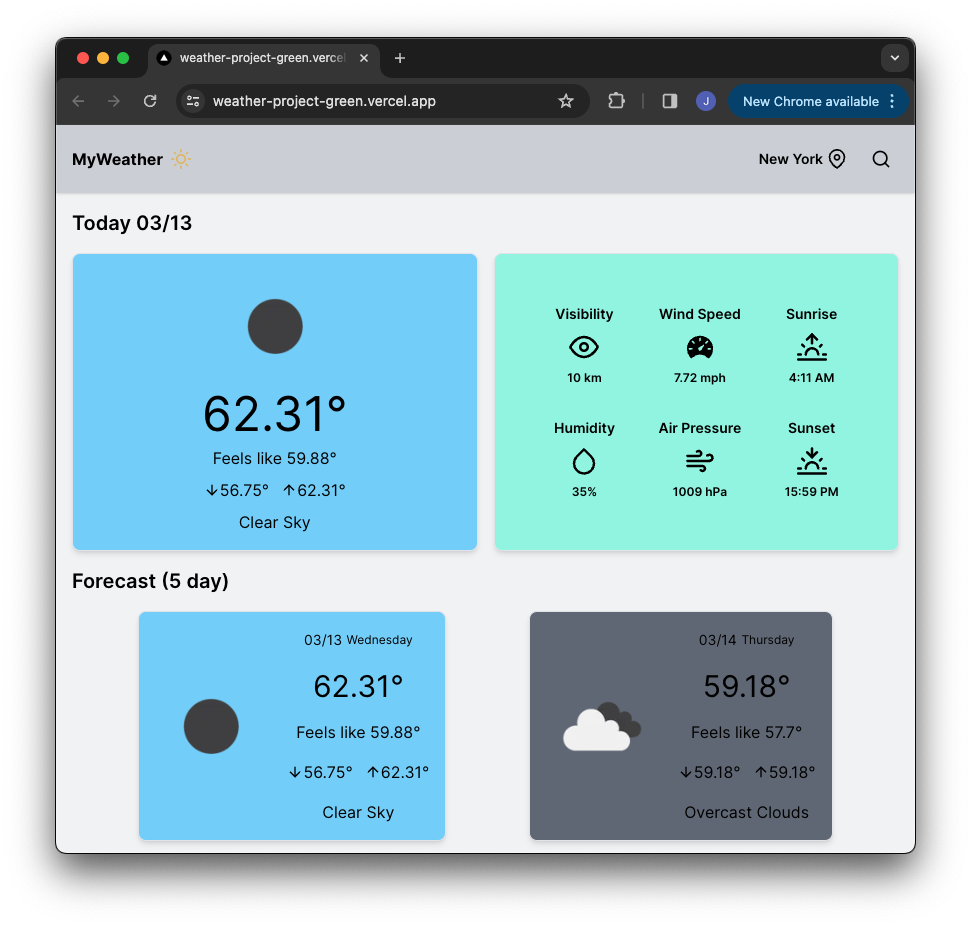 weather-project-green.verce
weather-project-green.vercel.app
J
New Chrome available
MyWeather
New York
Today 03/13
62.31°
Feels like 59.88°
↓56.75° ↑62.31°
Clear Sky
Visibility Wind Speed Sunrise
10 km 7.72 mph 4:11 AM
Humidity Air Pressure Sunset
35% 1009 hPa 15:59 PM
Forecast (5 day)
03/13 Wednesday
62.31°
Feels like 59.88°
↓56.75° ↑62.31°
Clear Sky
03/14 Thursday
59.18°
Feels like 57.7°
↓59.18° ↑59.18°
Overcast Clouds